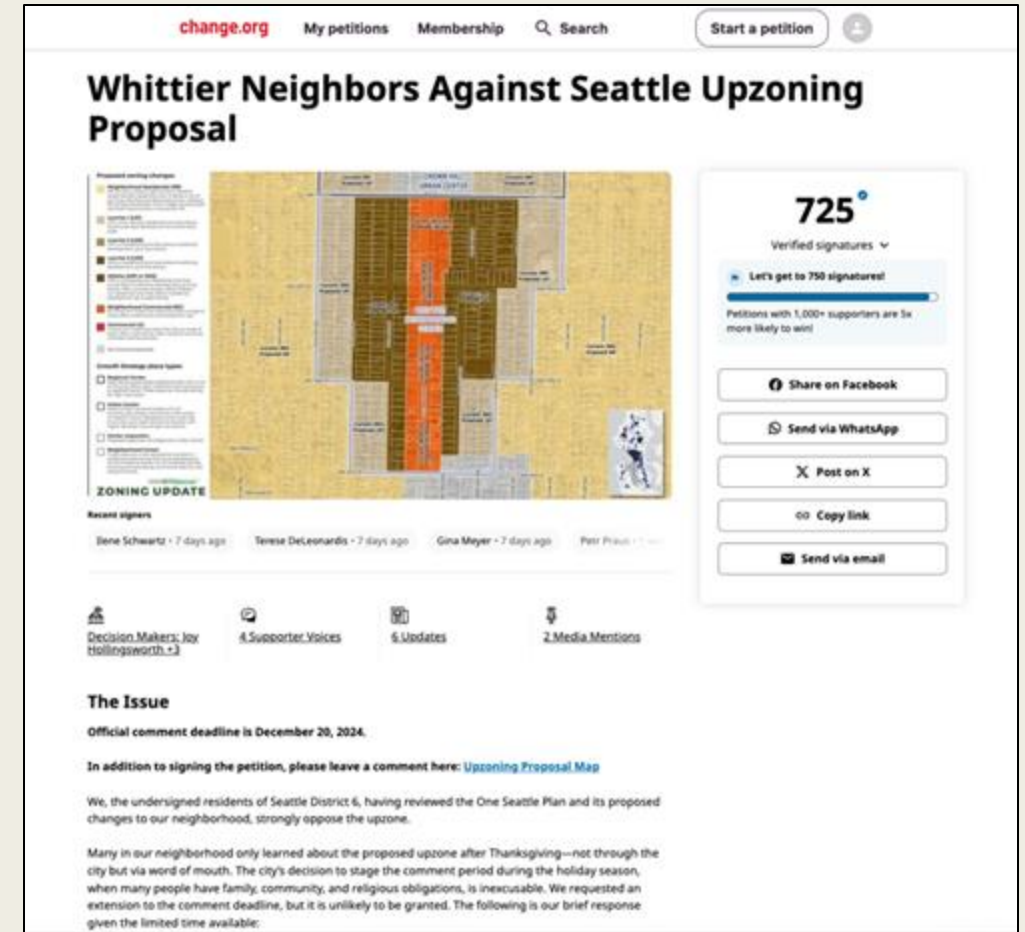 change.org
My petitions
Membership
Search
Start a petition
Whittier Neighbors Against Seattle Upzoning
Proposal
Proposed zoning changes
ZONING UPDATE
Recent signers
Ilene Schwartz • 7 days ago
Terese DeLeonardis • 7 days ago
Gina Meyer • 7 days ago
Petr
725
Verified signatures
Let's get to 750 signatures!
Petitions with 1,000+ supporters are 5x
more likely to win!
Share on Facebook
Send via WhatsApp
Post on X
Copy link
Send via email
Decision Makers: Joy
Hollingsworth +3
4 Supporter Voices
6 Updates
2 Media Mentions
The Issue
Official comment deadline is December 20, 2024.
In addition to signing the petition, please leave a comment here: Upzoning Proposal Map
We, the undersigned residents of Seattle District 6, having reviewed the One Seattle Plan and its proposed
changes to our neighborhood, strongly oppose the upzone.
Many in our neighborhood only learned about the proposed upzone after Thanksgiving—not through the
city but via word of mouth. The city's decision to stage the comment period during the holiday season,
when many people have family, community, and religious obligations, is inexcusable. We requested an
extension to the comment deadline, but it is unlikely to be granted. The following is our brief response
given the limited time available: